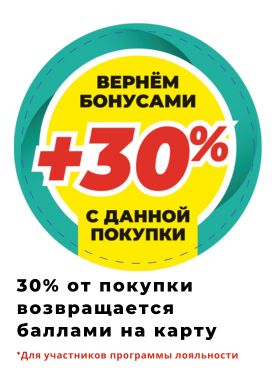 ВЕРНЁМ
БОНУСАМИ
+30%
С ДАННОЙ
ПОКУПКИ
30% от покупки
возвращается
баллами на карту
*Для участников программы лояльности